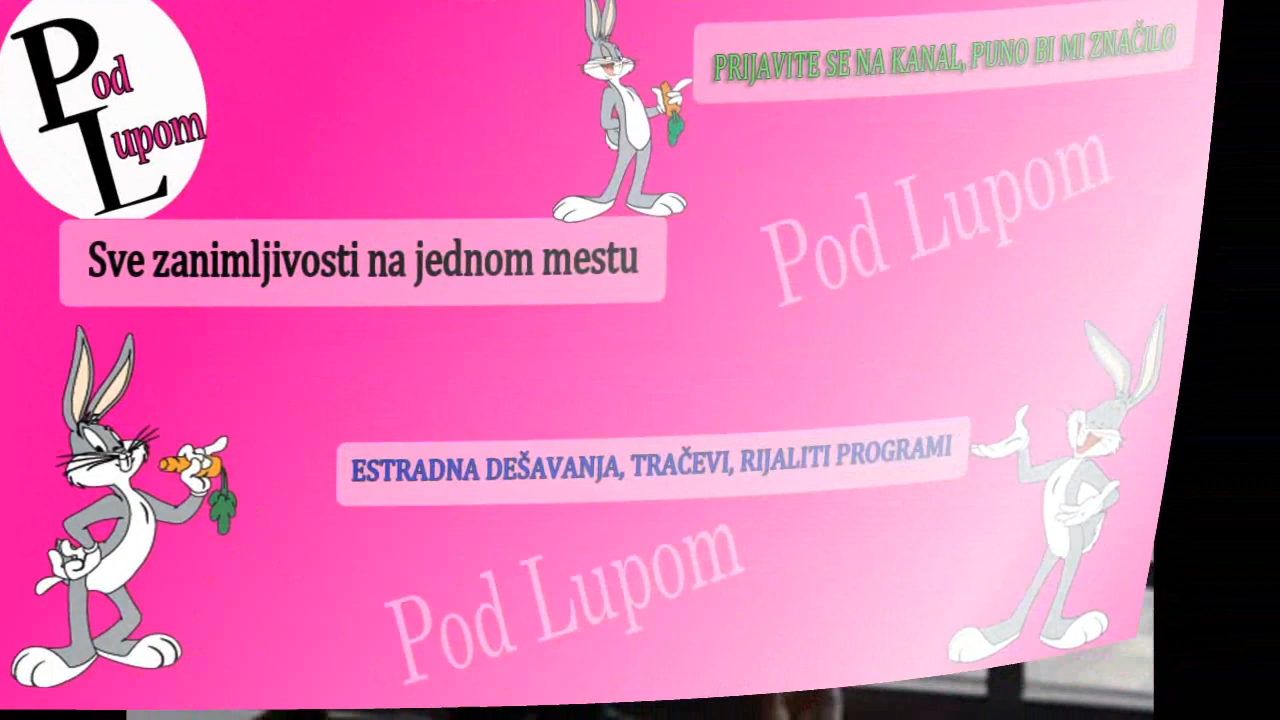 Pod
Lupom
PRIJAVITE SE NA KANAL, PUNO BI MI ZNAČILO
Pod Lupom
Sve zanimljivosti na jednom mestu
ESTRADNA DEŠAVANJA, TRAČEVI, RIJALITI PROGRAMI
Pod Lupom